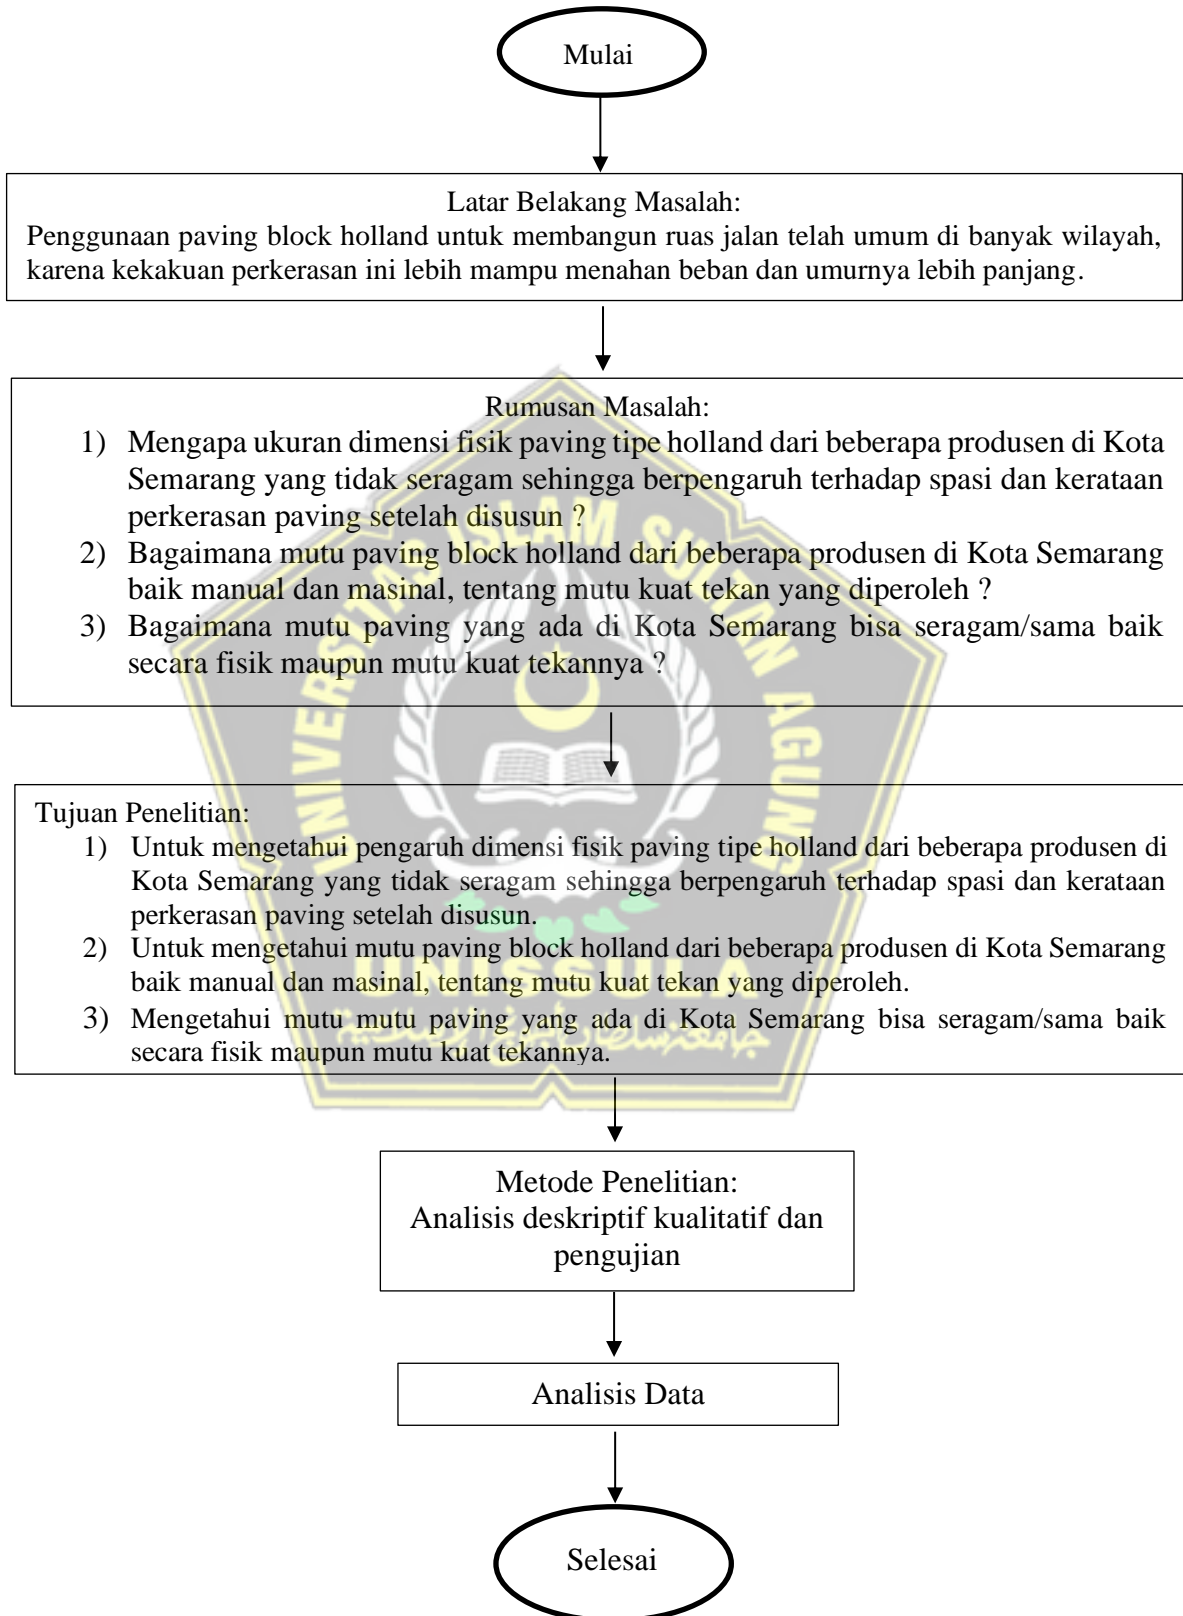 Mulai
Latar Belakang Masalah:
Penggunaan paving block holland untuk membangun ruas jalan telah umum di banyak wilayah,
karena kekakuan perkerasan ini lebih mampu menahan beban dan umurnya lebih panjang.
Rumusan Masalah:
1) Mengapa ukuran dimensi fisik paving tipe holland dari beberapa produsen di Kota
Semarang yang tidak seragam sehingga berpengaruh terhadap spasi dan kerataan
perkerasan paving setelah disusun ?
2) Bagaimana mutu paving block holland dari beberapa produsen di Kota Semarang
baik manual dan masinal, tentang mutu kuat tekan yang diperoleh ?
3) Bagaimana mutu paving yang ada di Kota Semarang bisa seragam/sama baik
secara fisik maupun mutu kuat tekannya ?
UNIVERSITAS ISLAM SULTAN AGUNG
Tujuan Penelitian:
1) Untuk mengetahui pengaruh dimensi fisik paving tipe holland dari beberapa produsen di
Kota Semarang yang tidak seragam sehingga berpengaruh terhadap spasi dan kerataan
perkerasan paving setelah disusun.
2) Untuk mengetahui mutu paving block holland dari beberapa produsen di Kota Semarang
baik manual dan masinal, tentang mutu kuat tekan yang diperoleh.
3) Mengetahui mutu mutu paving yang ada di Kota Semarang bisa seragam/sama baik
secara fisik maupun mutu kuat tekannya.
UNISSULA
جامعة سلطان أجونج الإسلامية
Metode Penelitian:
Analisis deskriptif kualitatif dan
pengujian
Analisis Data
Selesai